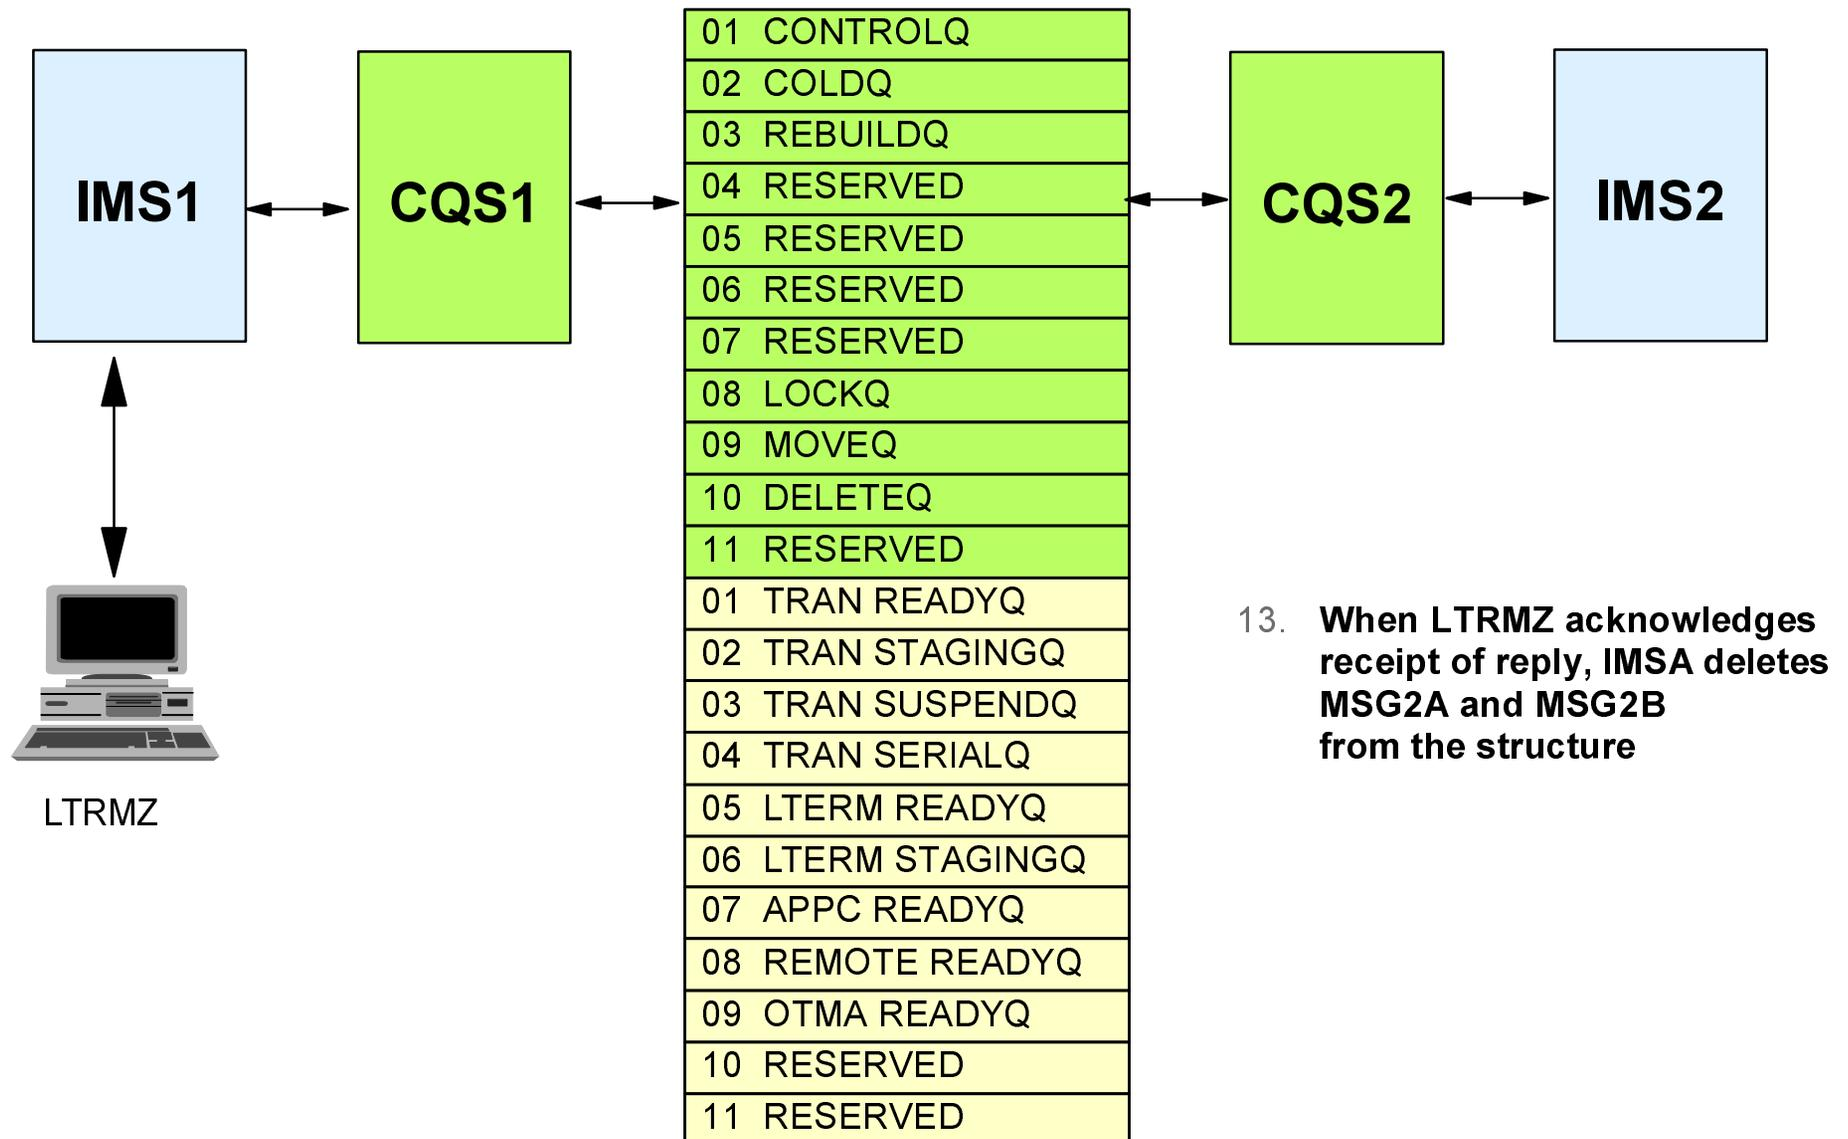 IMS1
CQS1
01 CONTROLQ
02 COLDQ
03 REBUILDQ
04 RESERVED
05 RESERVED
06 RESERVED
07 RESERVED
08 LOCKQ
09 MOVEQ
10 DELETEQ
11 RESERVED
01 TRAN READYQ
02 TRAN STAGINGQ
03 TRAN SUSPENDQ
04 TRAN SERIALQ
05 LTERM READYQ
06 LTERM STAGINGQ
07 APPC READYQ
08 REMOTE READYQ
09 OTMA READYQ
10 RESERVED
11 RESERVED
CQS2
IMS2
LTRMZ
13. When LTRMZ acknowledges
receipt of reply, IMSA deletes
MSG2A and MSG2B
from the structure